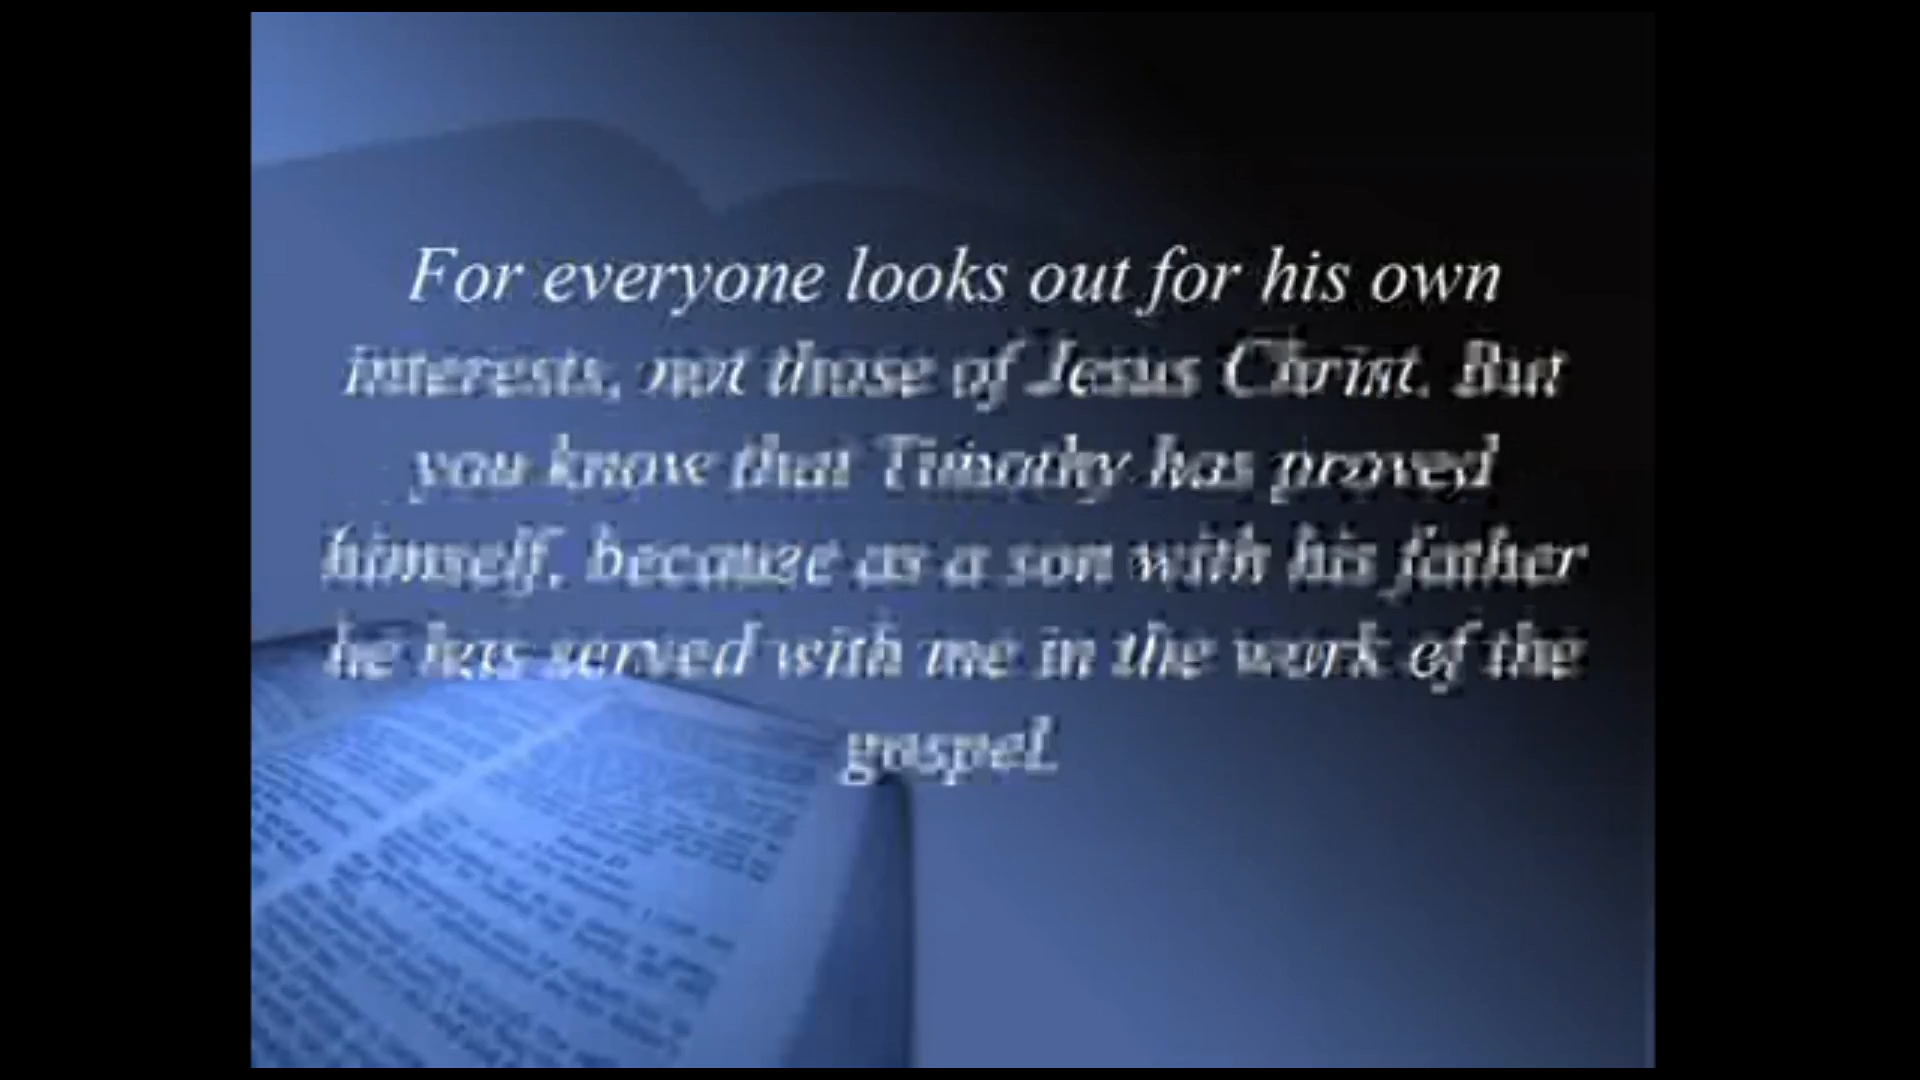 For everyone looks out for his own
interests, not those of Jesus Christ. But
you know that Timothy has proved
himself, because as a son with his father
he has served with me in the work of the
gospel.